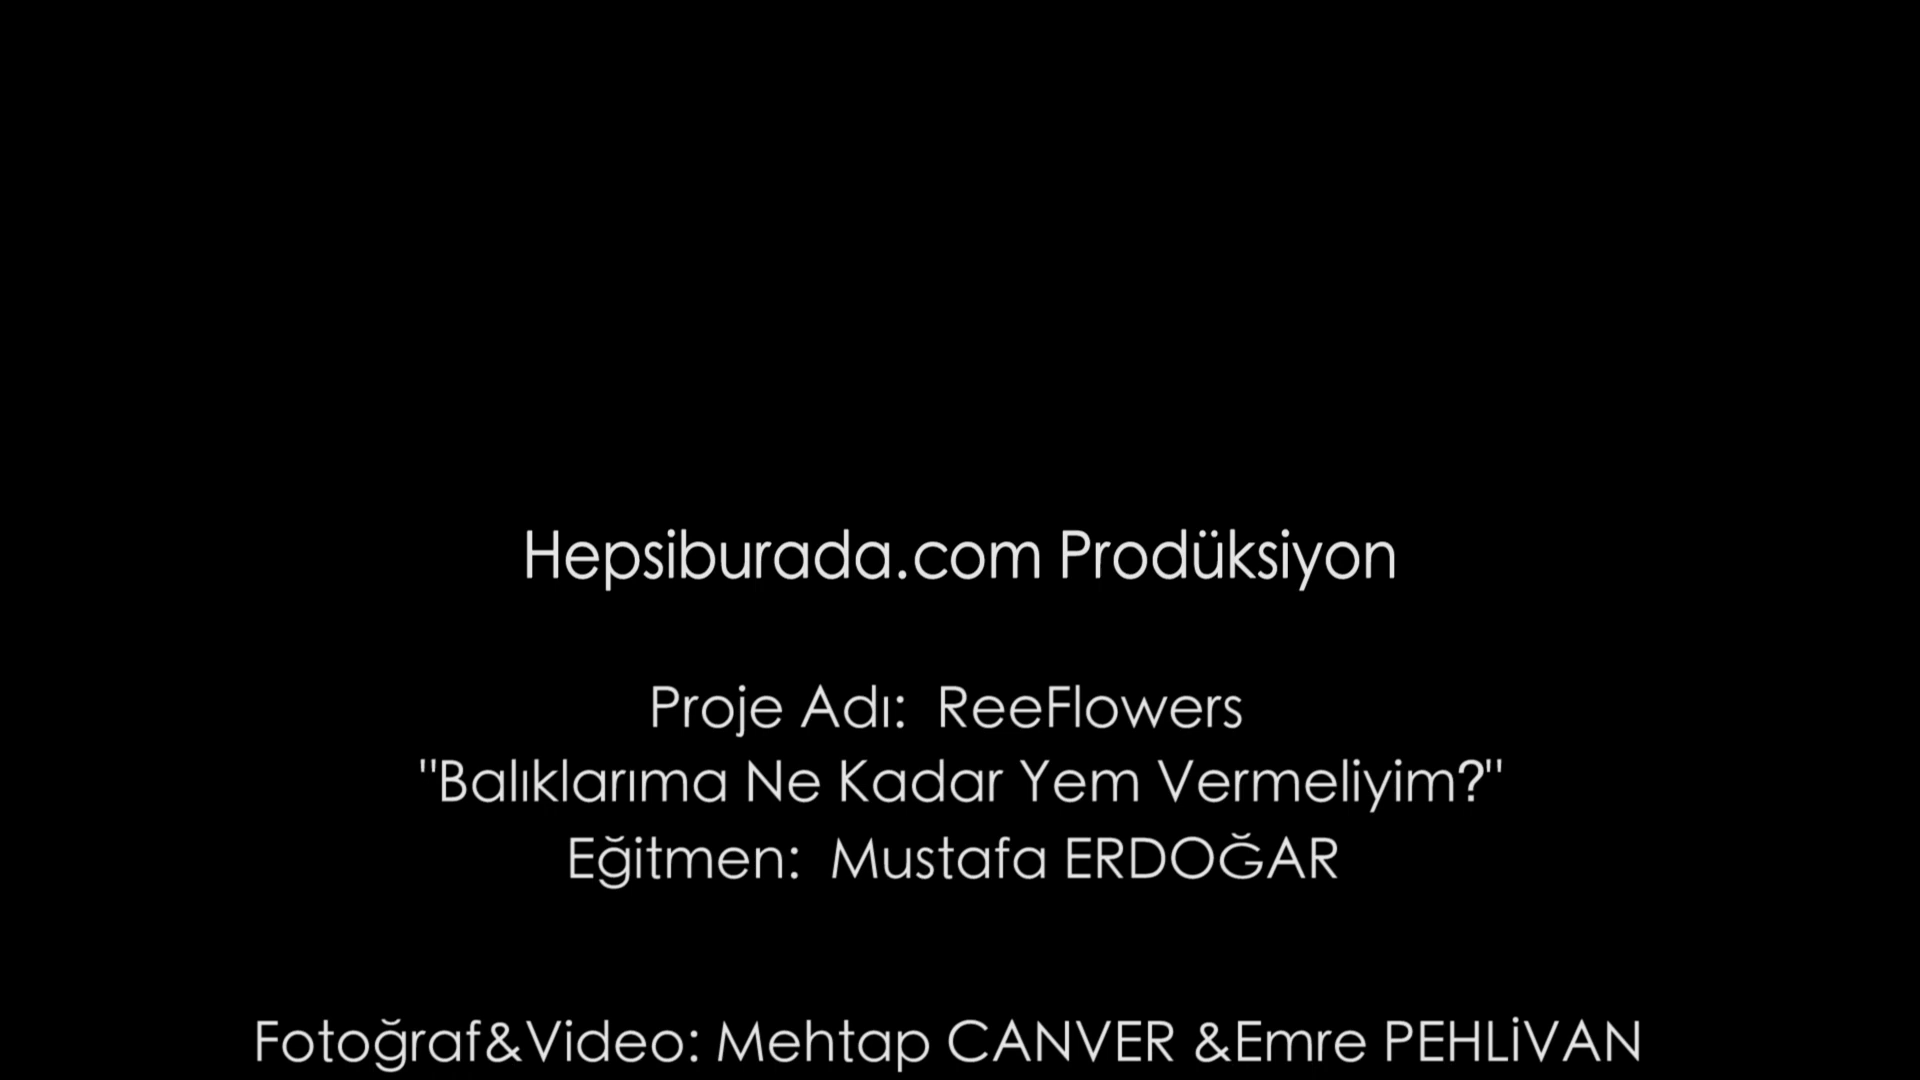 Hepsiburada.com Prodüksiyon
Proje Adı: ReeFlowers
"Balıklarıma Ne Kadar Yem Vermeliyim?"
Eğitmen: Mustafa ERDOĞAR
Fotoğraf&Video: Mehtap CANVER &Emre PEHLİVAN